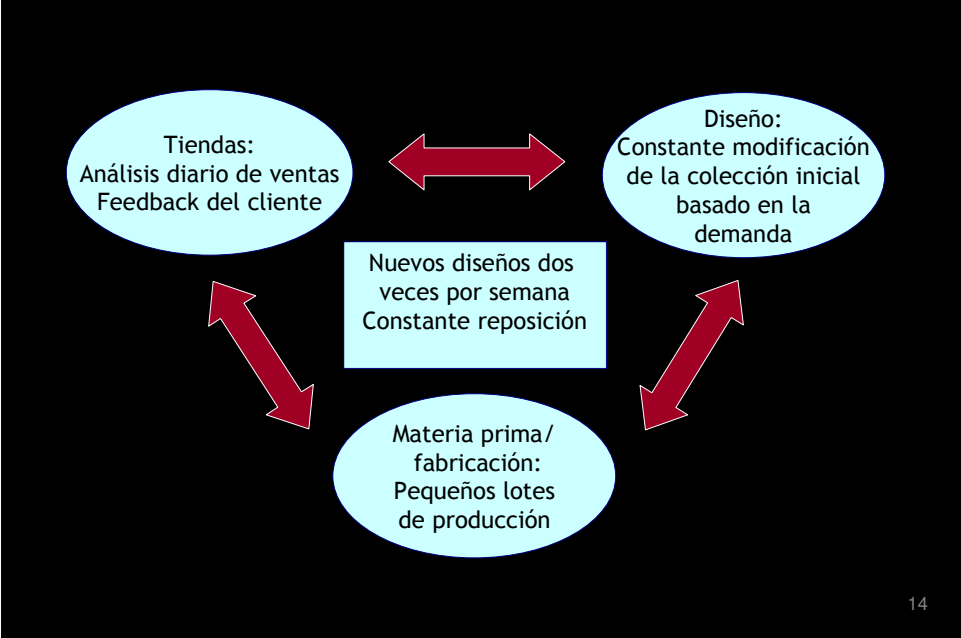 Tiendas:
Análisis diario de ventas
Feedback del cliente
Diseño:
Constante modificación
de la colección inicial
basado en la
demanda
Nuevos diseños dos
veces por semana
Constante reposición
Materia prima/
fabricación:
Pequeños lotes
de producción
14